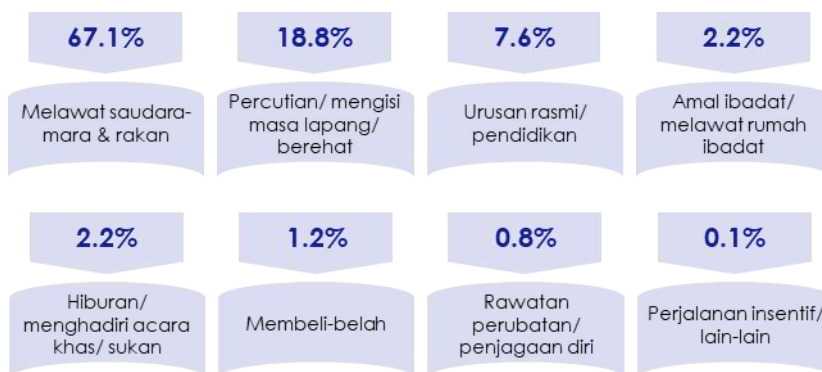 67.1%
18.8%
7.6%
2.2%
Melawat saudara-
mara & rakan
Percutian/ mengisi
masa lapang/
berehat
Urusan rasmi/
pendidikan
Amal ibadat/
melawat rumah
ibadat
2.2%
1.2%
0.8%
0.1%
Hiburan/
menghadiri acara
khas/ sukan
Membeli-belah
Rawatan
perubatan/
penjagaan diri
Perjalanan insentif/
lain-lain